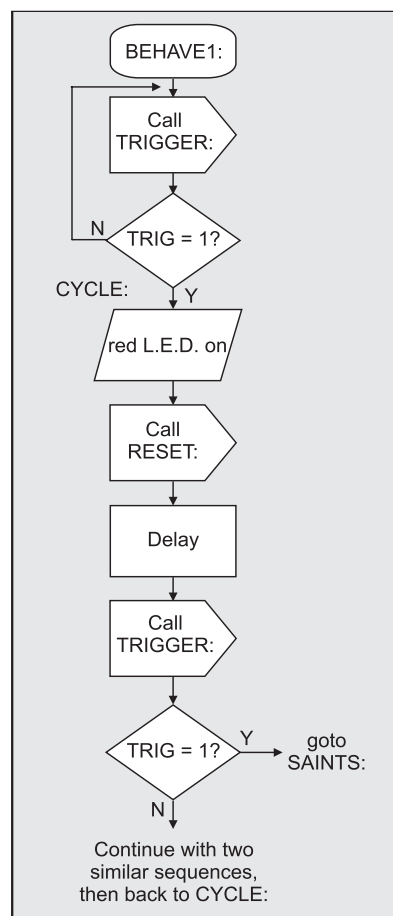 BEHAVE1:
Call
TRIGGER:
N
TRIG = 1?
CYCLE:
Y
red L.E.D. on
Call
RESET:
Delay
Call
TRIGGER:
TRIG = 1?
Y
goto
SAINTS:
N
Continue with two
similar sequences,
then back to CYCLE: